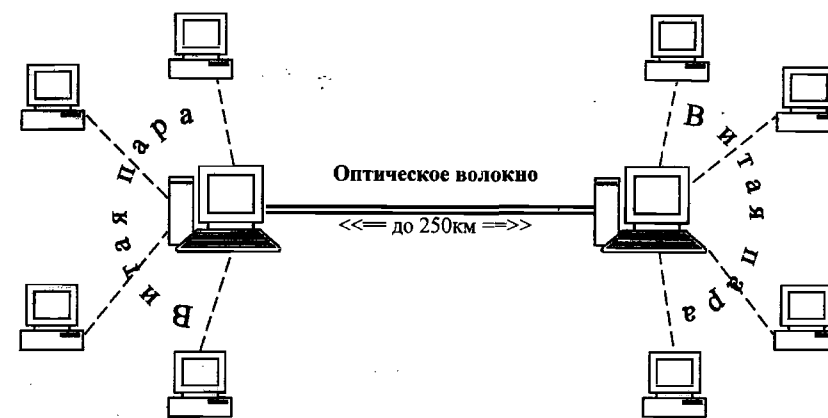 Витая пара
Оптическое волокно
<<== до 250км ==>>
Витая пара